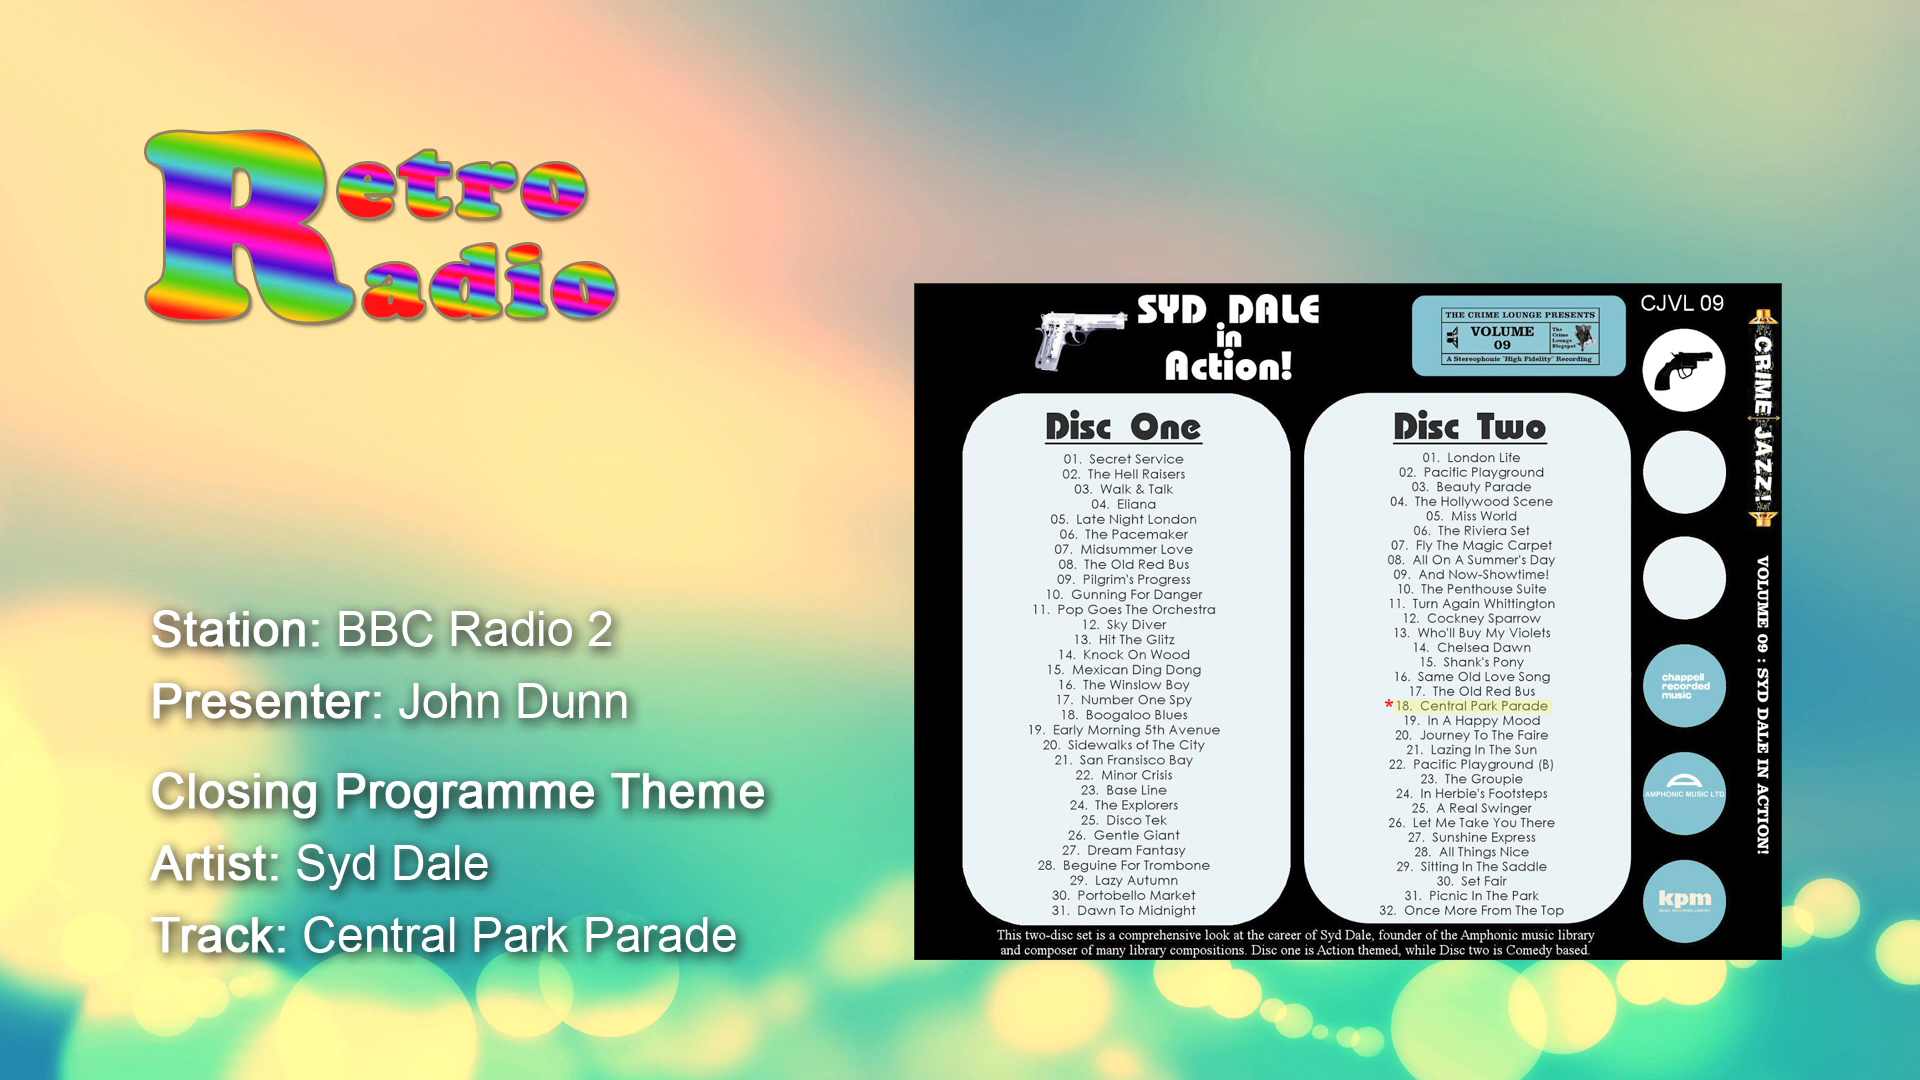 Retro
Radio
Station: BBC Radio 2
Presenter: John Dunn
Closing Programme Theme
Artist: Syd Dale
Track: Central Park Parade
SYD DALE
in
Action!
THE CRIME LOUNGE PRESENTS
VOLUME
09
The
Crime
Lounge
Blogspot
A Stereophonic "High Fidelity" Recording
CJVL 09
Disc One
01. Secret Service
02. The Hell Raisers
03. Walk & Talk
04. Eliana
05. Late Night London
06. The Pacemaker
07. Midsummer Love
08. The Old Red Bus
09. Pilgrim's Progress
10. Gunning For Danger
11. Pop Goes The Orchestra
12. Sky Diver
13. Hit The Glitz
14. Knock On Wood
15. Mexican Ding Dong
16. The Winslow Boy
17. Number One Spy
18. Boogaloo Blues
19. Early Morning 5th Avenue
20. Sidewalks of The City
21. San Fransisco Bay
22. Minor Crisis
23. Base Line
24. The Explorers
25. Disco Tek
26. Gentle Giant
27. Dream Fantasy
28. Beguine For Trombone
29. Lazy Autumn
30. Portobello Market
31. Dawn To Midnight
Disc Two
01. London Life
02. Pacific Playground
03. Beauty Parade
04. The Hollywood Scene
05. Miss World
06. The Riviera Set
07. Fly The Magic Carpet
08. All On A Summer's Day
09. And Now-Showtime!
10. The Penthouse Suite
11. Turn Again Whittington
12. Cockney Sparrow
13. Who'll Buy My Violets
14. Chelsea Dawn
15. Shank's Pony
16. Same Old Love Song
17. The Old Red Bus
*18. Central Park Parade
19. In A Happy Mood
20. Journey To The Faire
21. Lazing In The Sun
22. Pacific Playground (B)
23. The Groupie
24. In Herbie's Footsteps
25. A Real Swinger
26. Let Me Take You There
27. Sunshine Express
28. All Things Nice
29. Sitting In The Saddle
30. Set Fair
31. Picnic In The Park
32. Once More From The Top
This two-disc set is a comprehensive look at the career of Syd Dale, founder of the Amphonic music library
and composer of many library compositions. Disc one is Action themed, while Disc two is Comedy based.
chappell
recorded
music
AMPHONIC MUSIC LTD
kpm
CRIME JAZZ!
VOLUME 09 : SYD DALE IN ACTION!